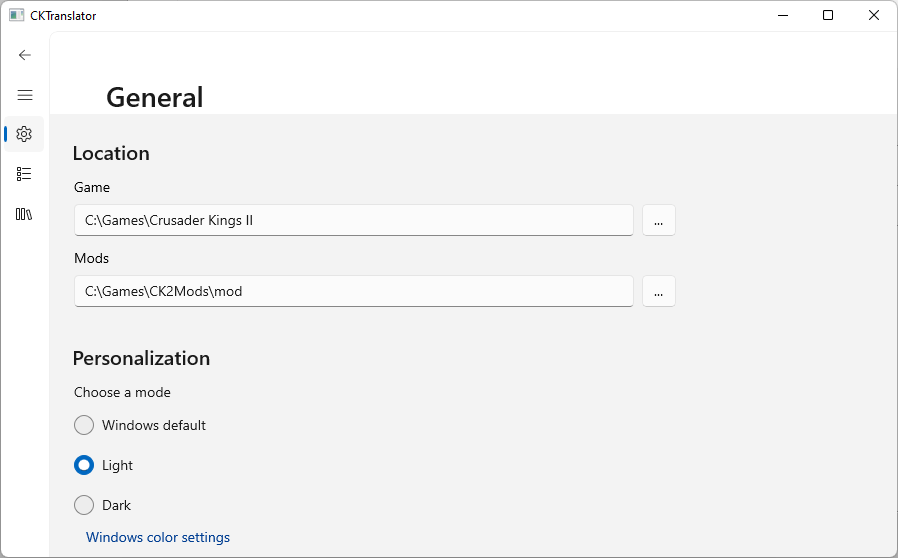 CKTranslator
General
Location
Game
C:\Games\Crusader Kings II
...
Mods
C:\Games\CK2Mods\mod
...
Personalization
Choose a mode
Windows default
Light
Dark
Windows color settings